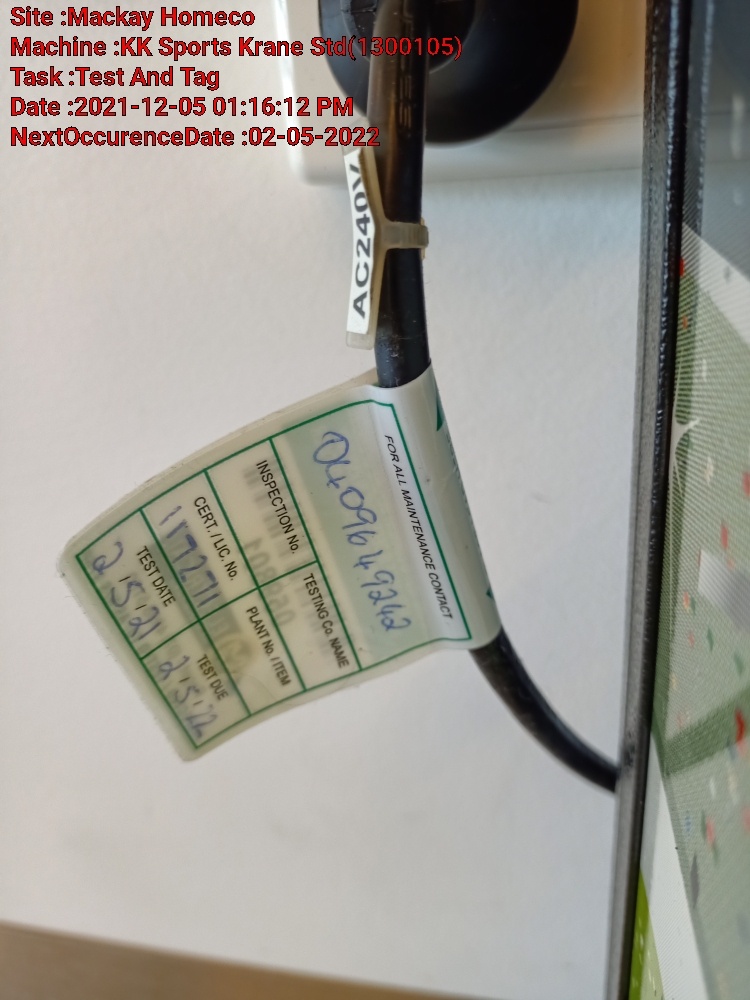 Site :Mackay Homeco
Machine :KK Sports Krane Std(1300105)
Task :Test And Tag
Date :2021-12-05 01:16:12 PM
NextOccurenceDate :02-05-2022
AC240V
FOR ALL MAINTENANCE CONTACT
0409649242
INSPECTION No.
TESTING Co. NAME
CERT. / LIC. No.
1172711
PLANT No. / ITEM
TEST DATE
2.5.21
TEST DUE
2.5.22